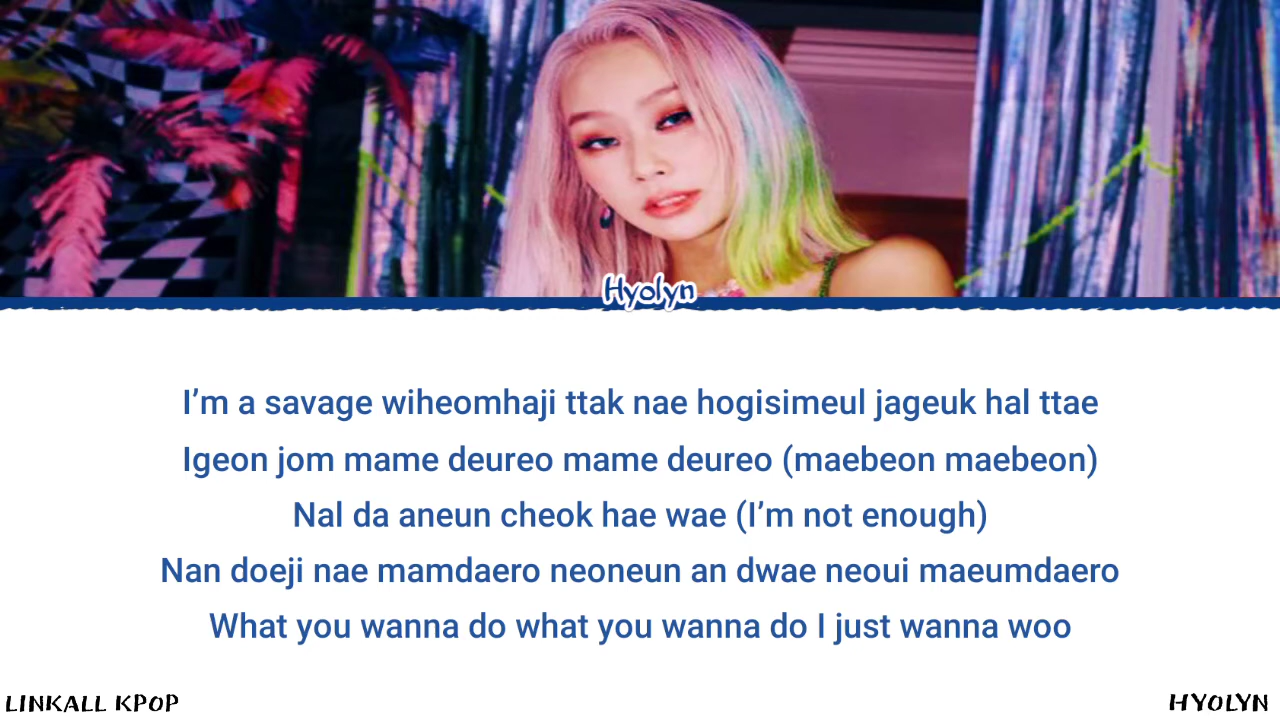 Hyolyn
I’m a savage wiheomhaji ttak nae hogisimeul jageuk hal ttae
Igeon jom mame deureo mame deureo (maebeon maebeon)
Nal da aneun cheok hae wae (I’m not enough)
Nan doeji nae mamdaero neoneun an dwae neoui maeumdaero
What you wanna do what you wanna do I just wanna woo
LINKALL KPOP
HYOLYN